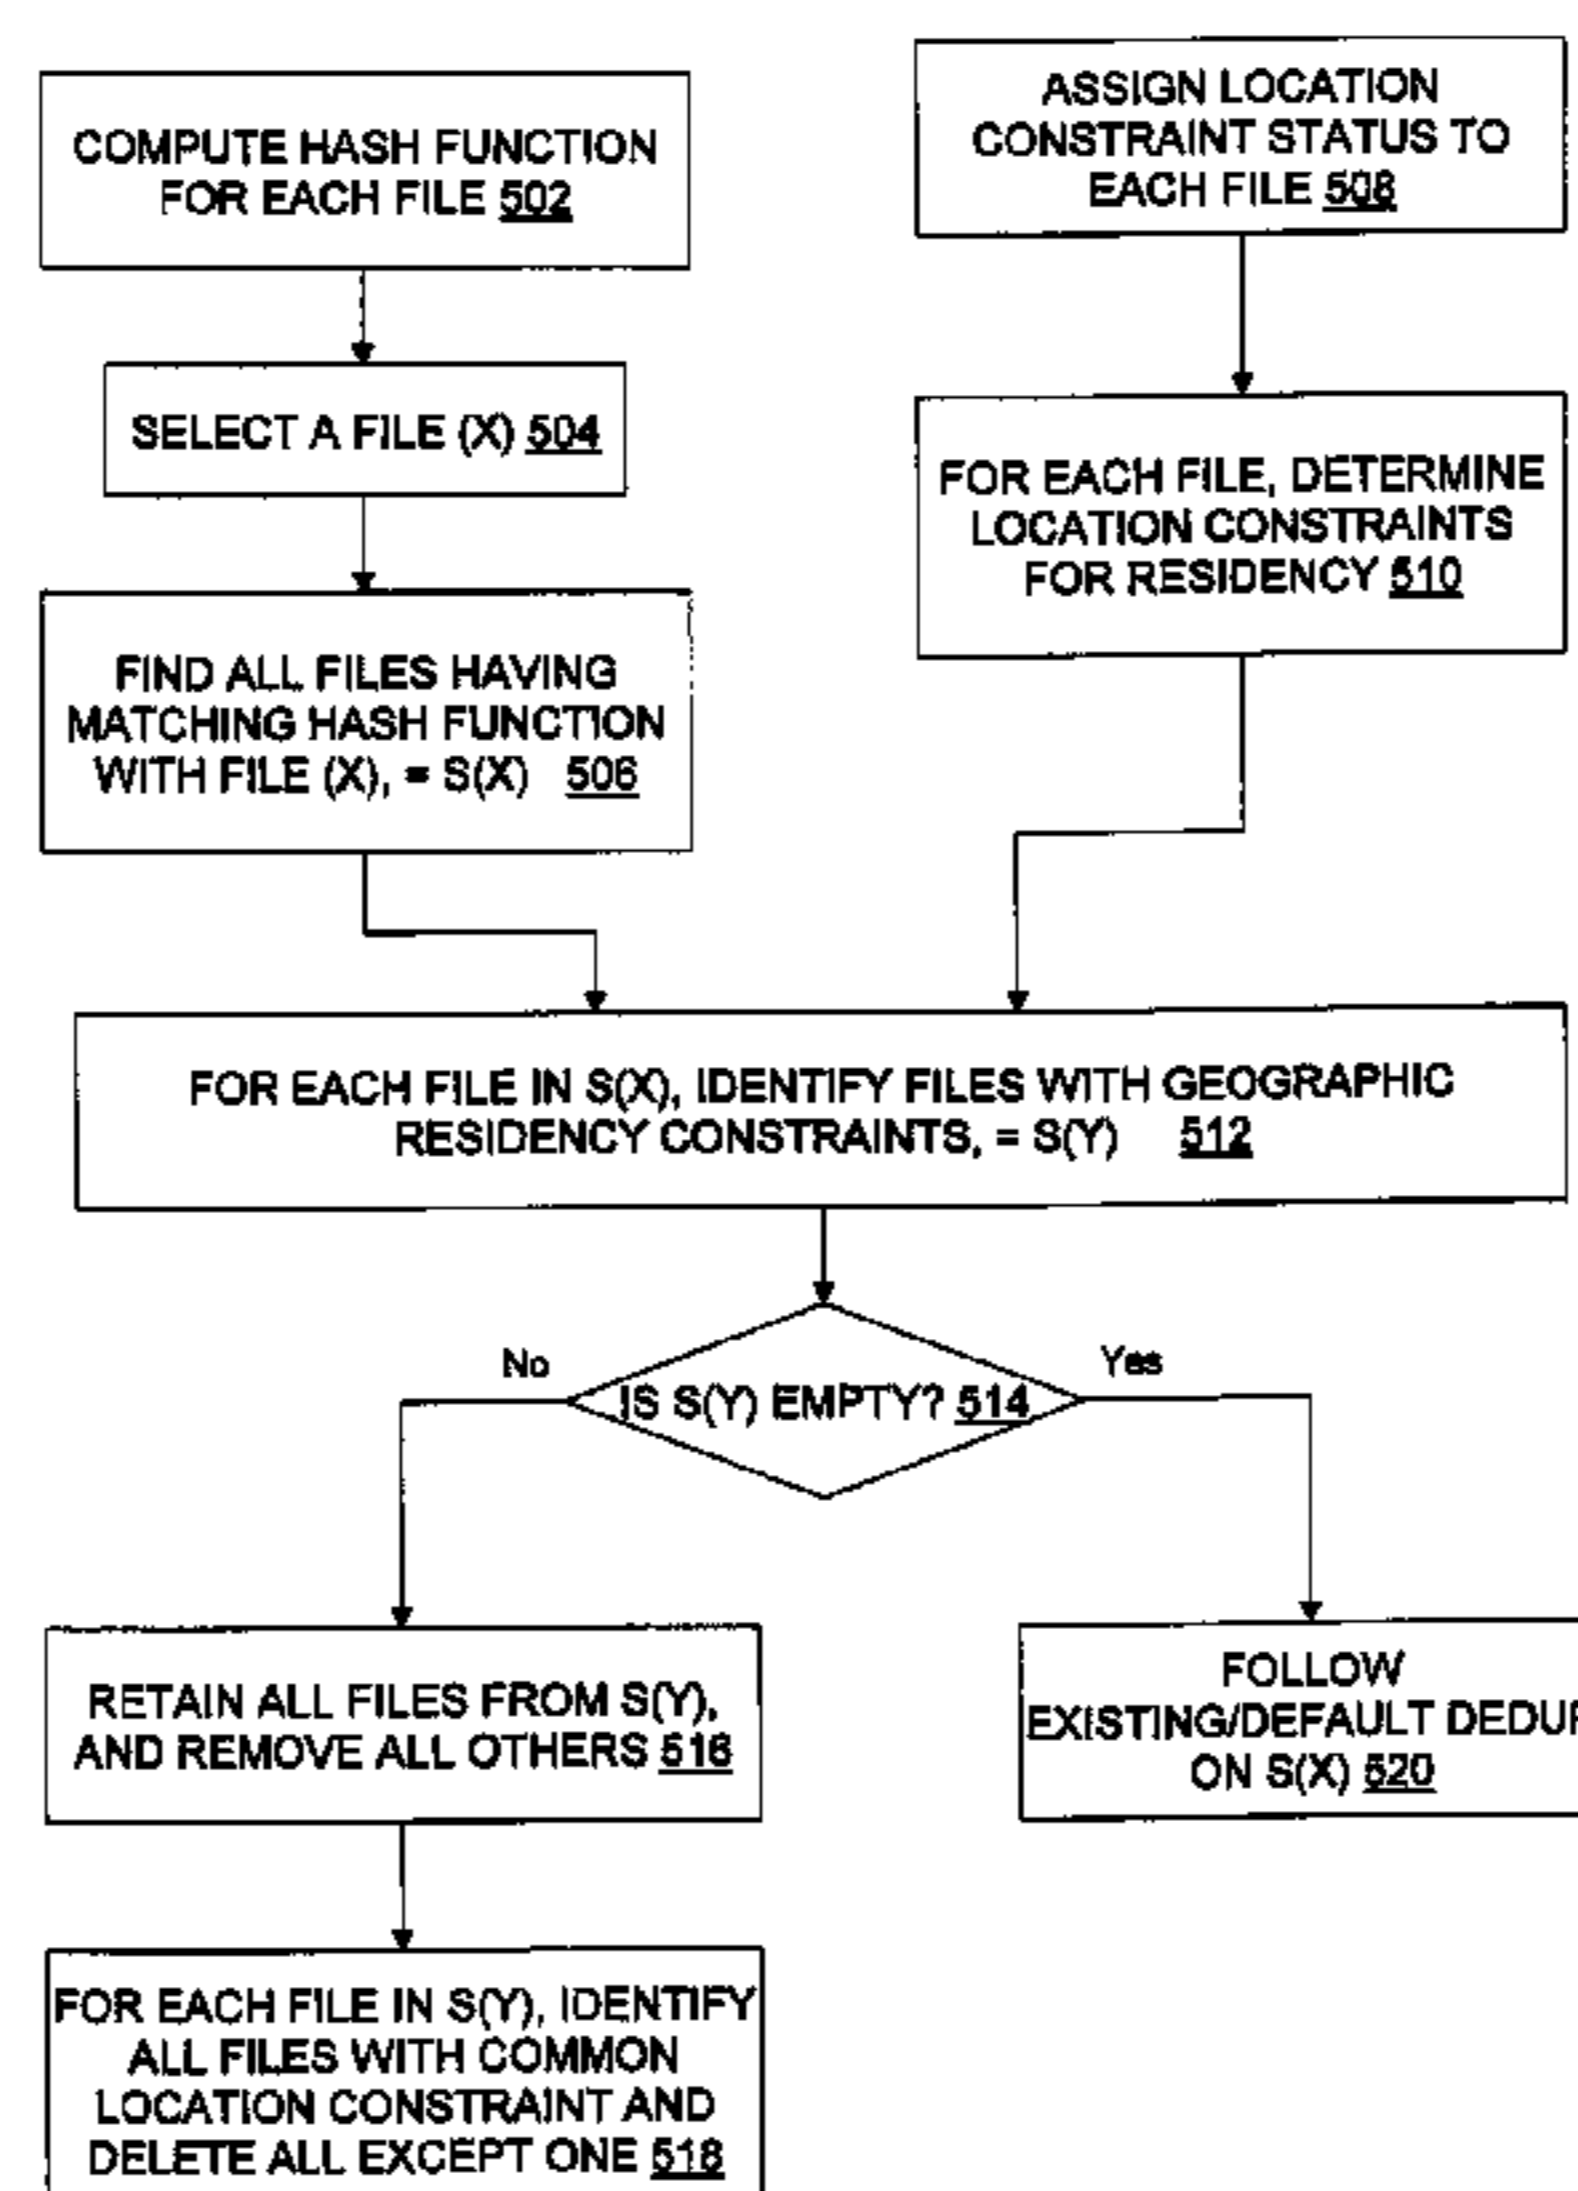 COMPUTE HASH FUNCTION
FOR EACH FILE 502
SELECT A FILE (X) 504
FIND ALL FILES HAVING
MATCHING HASH FUNCTION
WITH FILE (X), = S(X) 506
ASSIGN LOCATION
CONSTRAINT STATUS TO
EACH FILE 508
FOR EACH FILE, DETERMINE
LOCATION CONSTRAINTS
FOR RESIDENCY 510
FOR EACH FILE IN S(X), IDENTIFY FILES WITH GEOGRAPHIC
RESIDENCY CONSTRAINTS, = S(Y) 512
IS S(Y) EMPTY? 514
No
Yes
RETAIN ALL FILES FROM S(Y),
AND REMOVE ALL OTHERS 516
FOR EACH FILE IN S(Y), IDENTIFY
ALL FILES WITH COMMON
LOCATION CONSTRAINT AND
DELETE ALL EXCEPT ONE 518
FOLLOW
EXISTING/DEFAULT DEDUP
ON S(X) 520